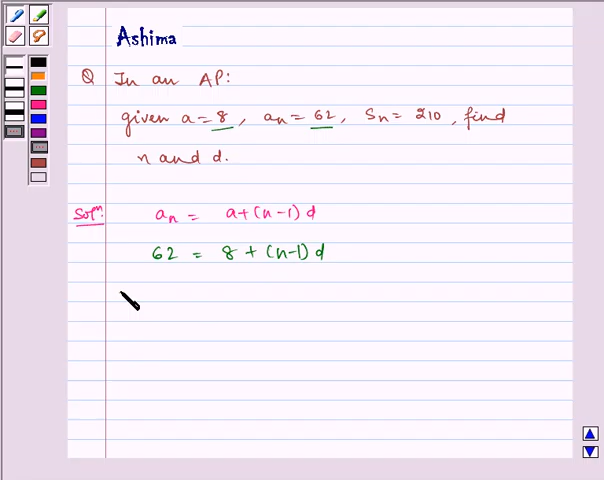 Ashima
Q In an AP:
given a = 8, an = 62, Sn = 210, find
n and d.
Solⁿ: an = a + (n-1) d
62 = 8 + (n-1) d